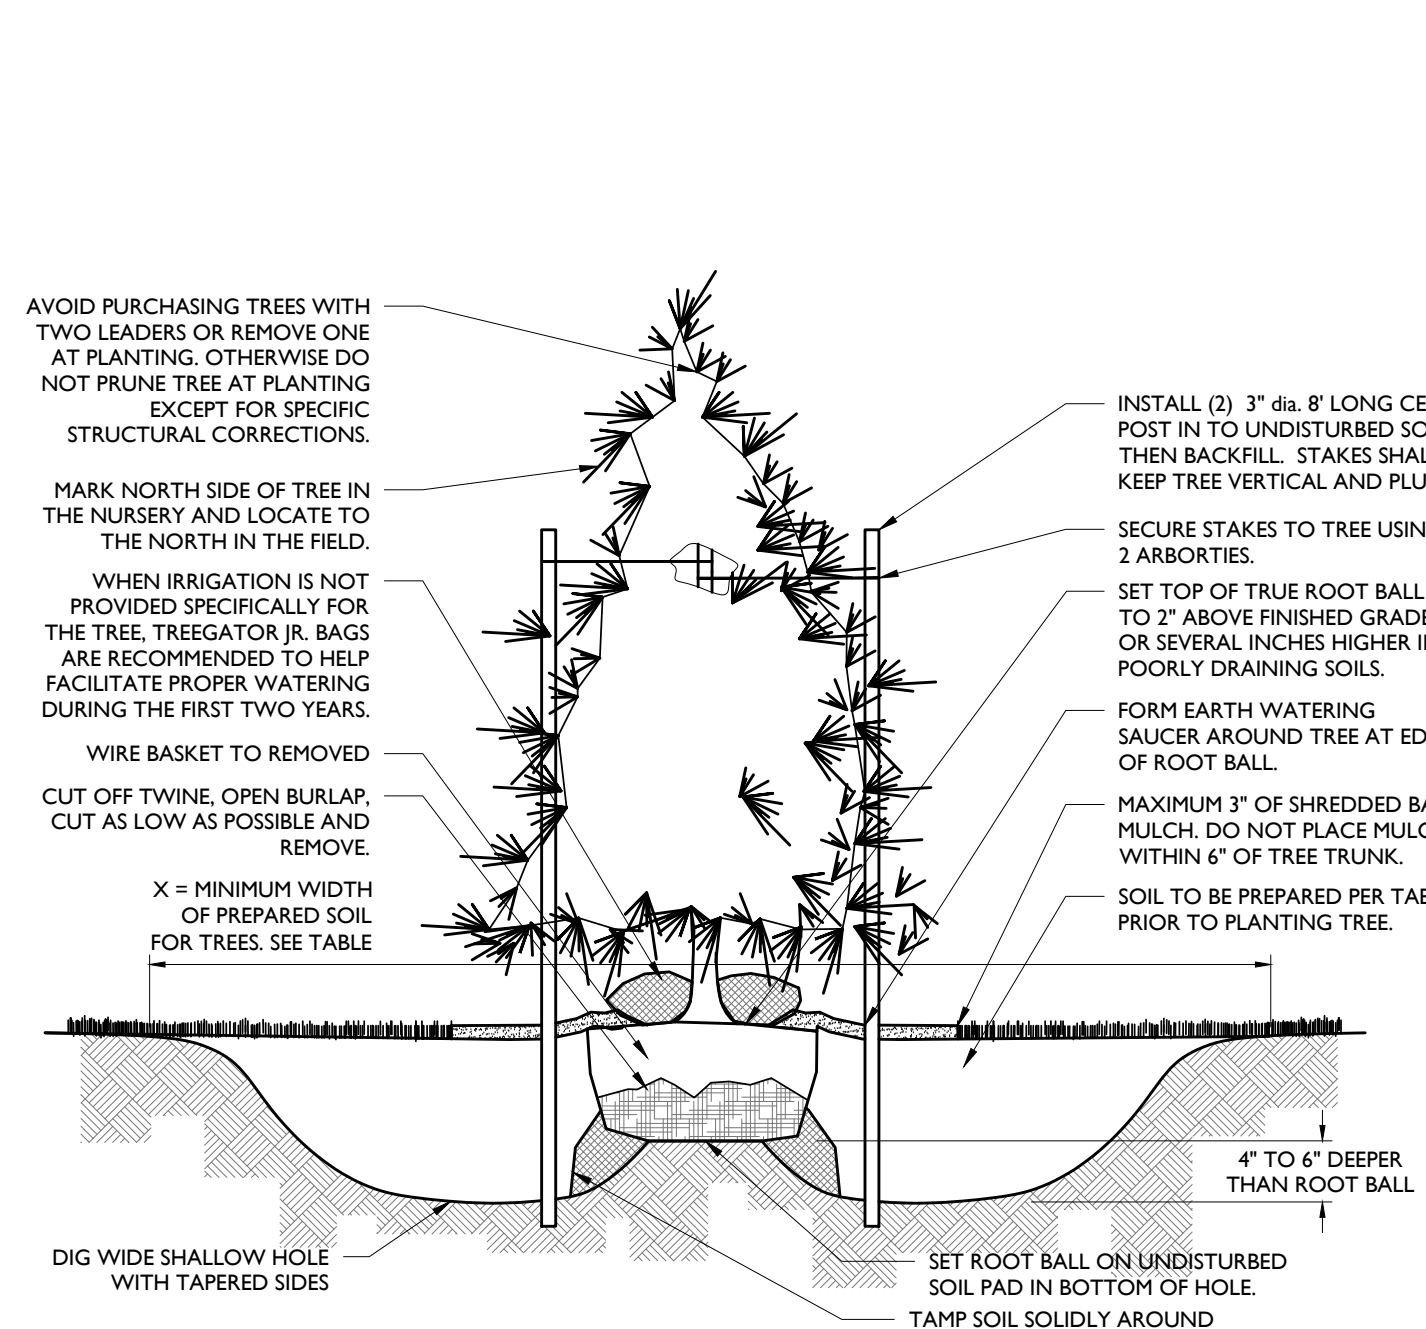 AVOID PURCHASING TREES WITH
TWO LEADERS OR REMOVE ONE
AT PLANTING. OTHERWISE DO
NOT PRUNE TREE AT PLANTING
EXCEPT FOR SPECIFIC
STRUCTURAL CORRECTIONS.
MARK NORTH SIDE OF TREE IN
THE NURSERY AND LOCATE TO
THE NORTH IN THE FIELD.
WHEN IRRIGATION IS NOT
PROVIDED SPECIFICALLY FOR
THE TREE, TREEGATOR JR. BAGS
ARE RECOMMENDED TO HELP
FACILITATE PROPER WATERING
DURING THE FIRST TWO YEARS.
WIRE BASKET TO REMOVED
CUT OFF TWINE, OPEN BURLAP,
CUT AS LOW AS POSSIBLE AND
REMOVE.
X = MINIMUM WIDTH
OF PREPARED SOIL
FOR TREES. SEE TABLE
DIG WIDE SHALLOW HOLE
WITH TAPERED SIDES
INSTALL (2) 3" dia. 8' LONG
POST IN TO UNDISTURBED
THEN BACKFILL. STAKES
KEEP TREE VERTICAL AND
SECURE STAKES TO TREE
2 ARBORTIES.
SET TOP OF TRUE ROOT BALL
TO 2" ABOVE FINISHED
OR SEVERAL INCHES HIGHER
POORLY DRAINING SOILS.
FORM EARTH WATERING
SAUCER AROUND TREE AT
OF ROOT BALL.
MAXIMUM 3" OF SHREDDED
MULCH. DO NOT PLACE
WITHIN 6" OF TREE TRUNK.
SOIL TO BE PREPARED PER
PRIOR TO PLANTING TREE.
4" TO 6" DEEPER
THAN ROOT BALL
SET ROOT BALL ON UNDISTURBED
SOIL PAD IN BOTTOM OF HOLE.
TAMP SOIL SOLIDLY AROUND